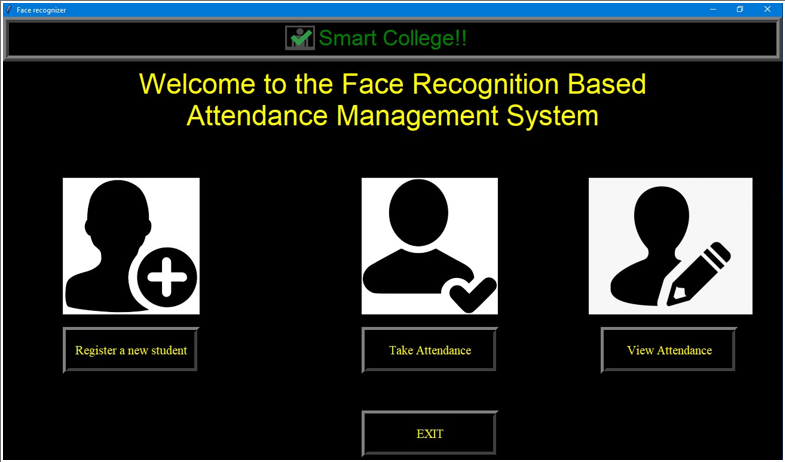 Face recognizer
Smart College!!
Welcome to the Face Recognition Based
Attendance Management System
Register a new student
Take Attendance
View Attendance
EXIT